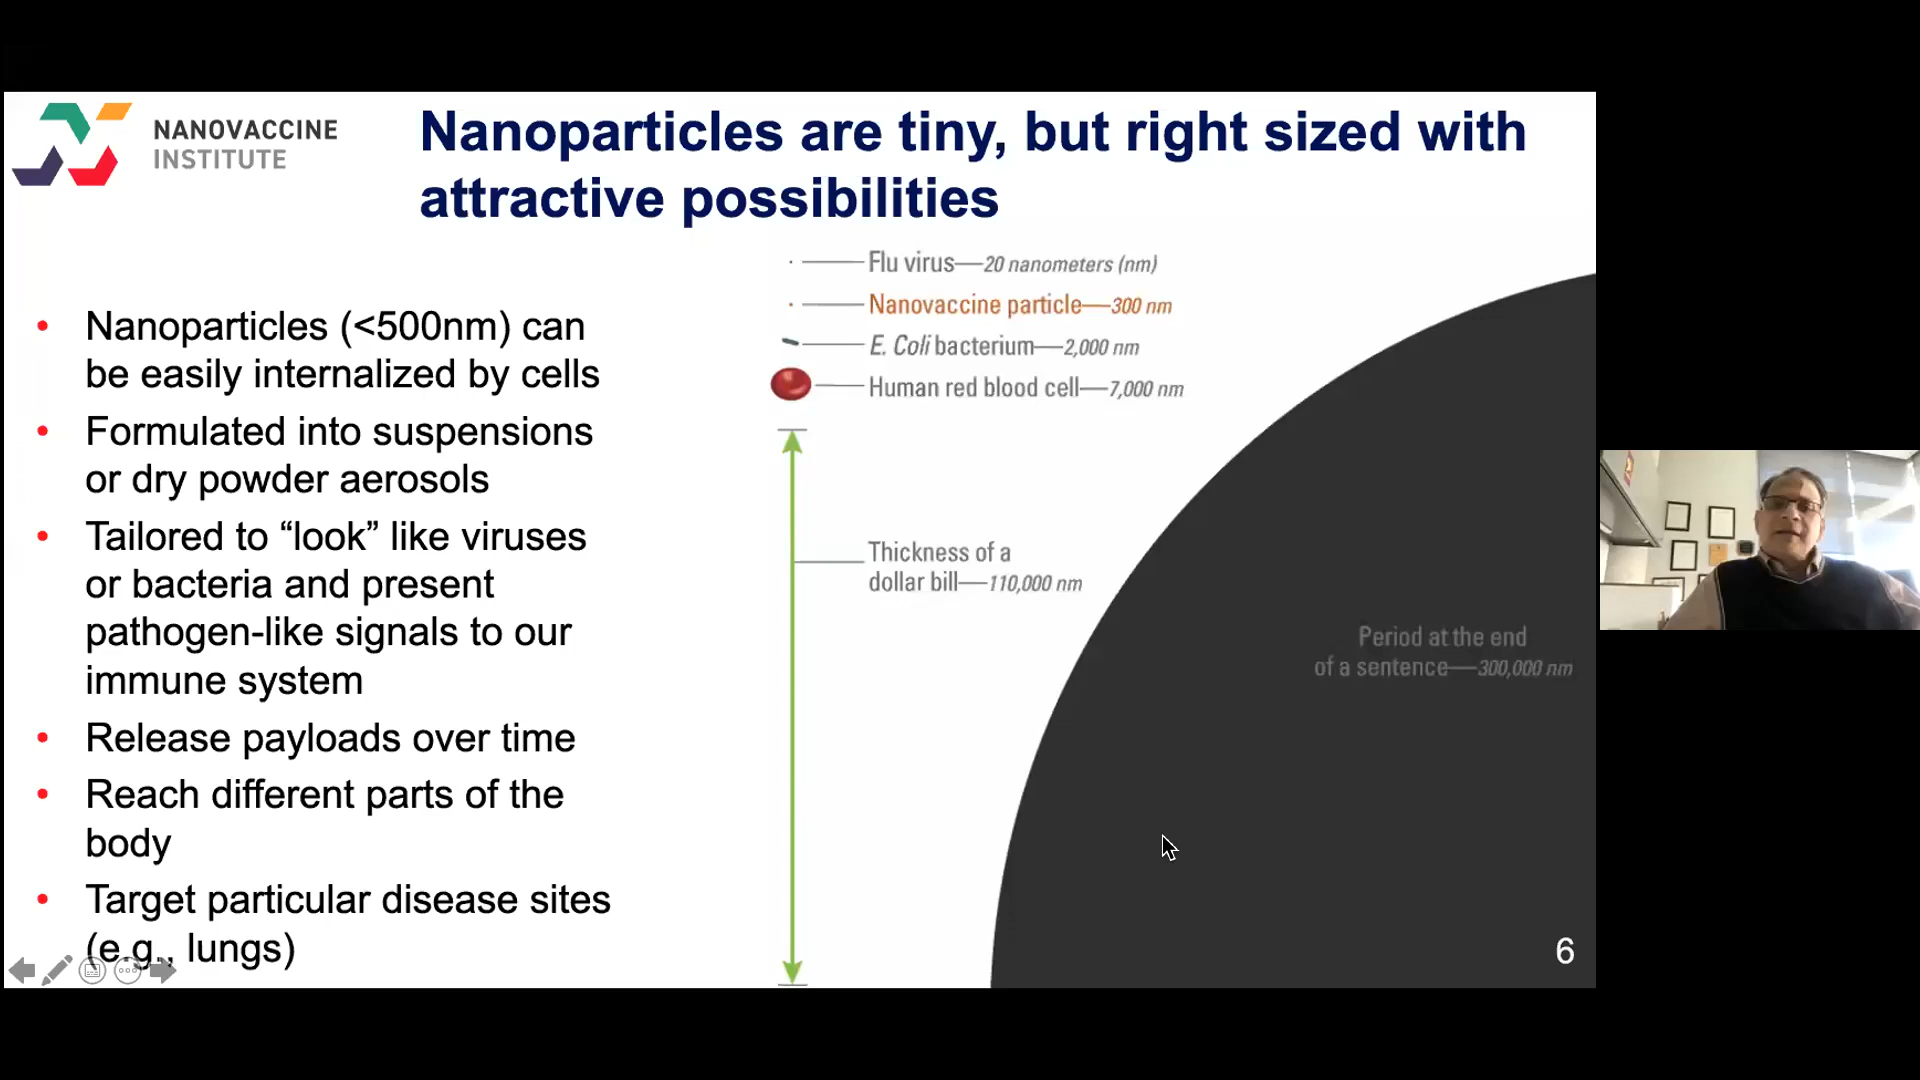 NANOVACCINE
INSTITUTE
Nanoparticles are tiny, but right sized with
attractive possibilities
• Nanoparticles (<500nm) can
be easily internalized by cells
• Formulated into suspensions
or dry powder aerosols
• Tailored to “look” like viruses
or bacteria and present
pathogen-like signals to our
immune system
• Release payloads over time
• Reach different parts of the
body
• Target particular disease sites
(e.g., lungs)
Flu virus—20 nanometers (nm)
Nanovaccine particle—300 nm
E. Coli bacterium—2,000 nm
Human red blood cell—7,000 nm
Thickness of a
dollar bill—110,000 nm
Period at the end
of a sentence—300,000 nm
6